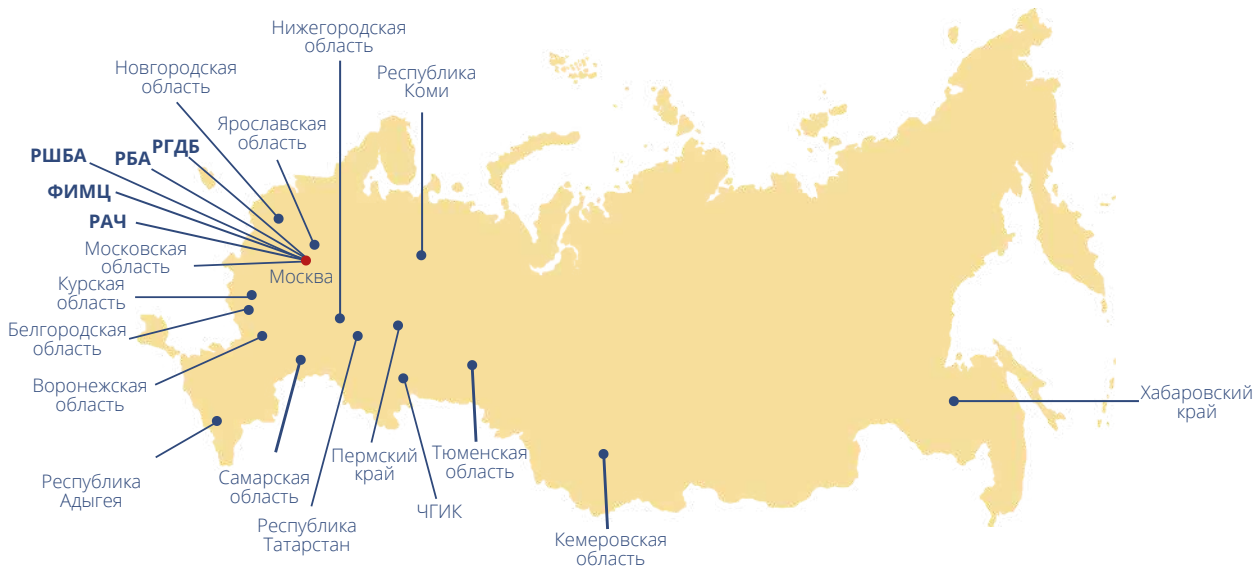 Нижегородская
область
Новгородская
область
Республика
Коми
Ярославская
область
РГДБ
РБА
РШБА
ФИМЦ
РАЧ
Московская
область
Москва
Курская
область
Белгородская
область
Воронежская
область
Хабаровский
край
Республика
Адыгея
Самарская
область
Пермский
край
Тюменская
область
ЧГИК
Республика
Татарстан
Кемеровская
область